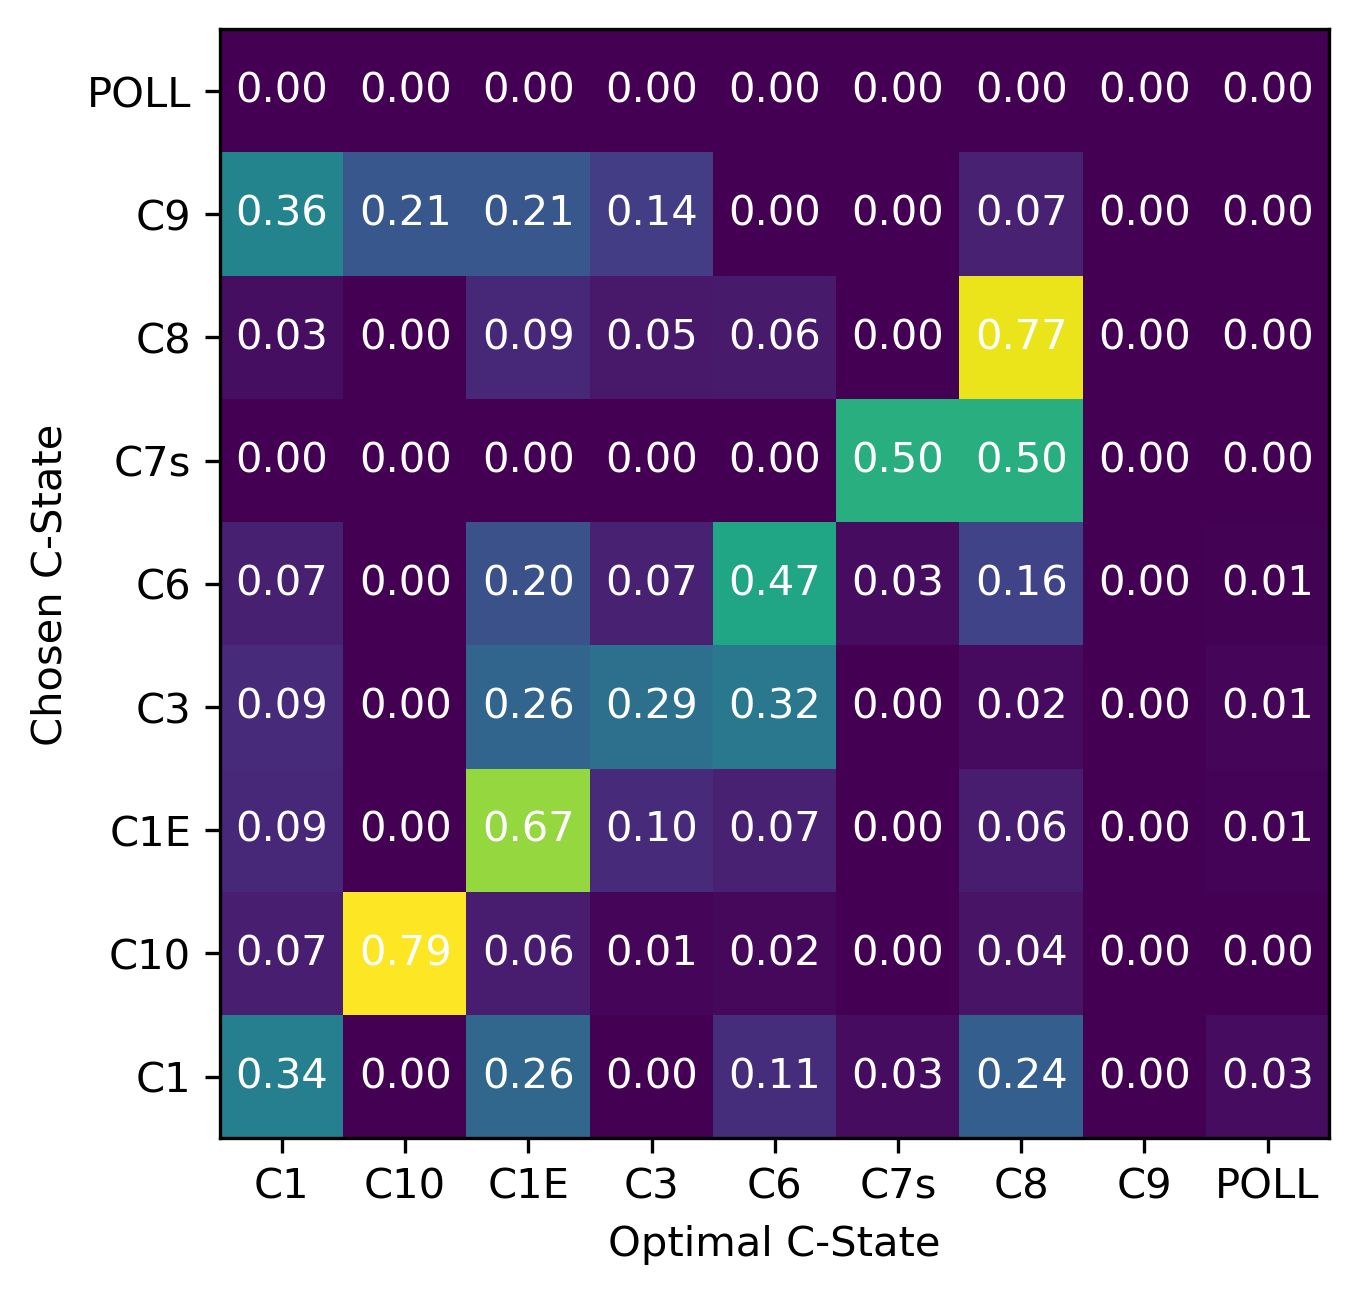 POLL 0.00 0.00 0.00 0.00 0.00 0.00 0.00 0.00 0.00
C9 0.36 0.21 0.21 0.14 0.00 0.00 0.07 0.00 0.00
C8 0.03 0.00 0.09 0.05 0.06 0.00 0.77 0.00 0.00
C7s 0.00 0.00 0.00 0.00 0.00 0.50 0.50 0.00 0.00
C6 0.07 0.00 0.20 0.07 0.47 0.03 0.16 0.00 0.01
C3 0.09 0.00 0.26 0.29 0.32 0.00 0.02 0.00 0.01
C1E 0.09 0.00 0.67 0.10 0.07 0.00 0.06 0.00 0.01
C10 0.07 0.79 0.06 0.01 0.02 0.00 0.04 0.00 0.00
C1 0.34 0.00 0.26 0.00 0.11 0.03 0.24 0.00 0.03
C1 C10 C1E C3 C6 C7s C8 C9 POLL
Optimal C-State
Chosen C-State